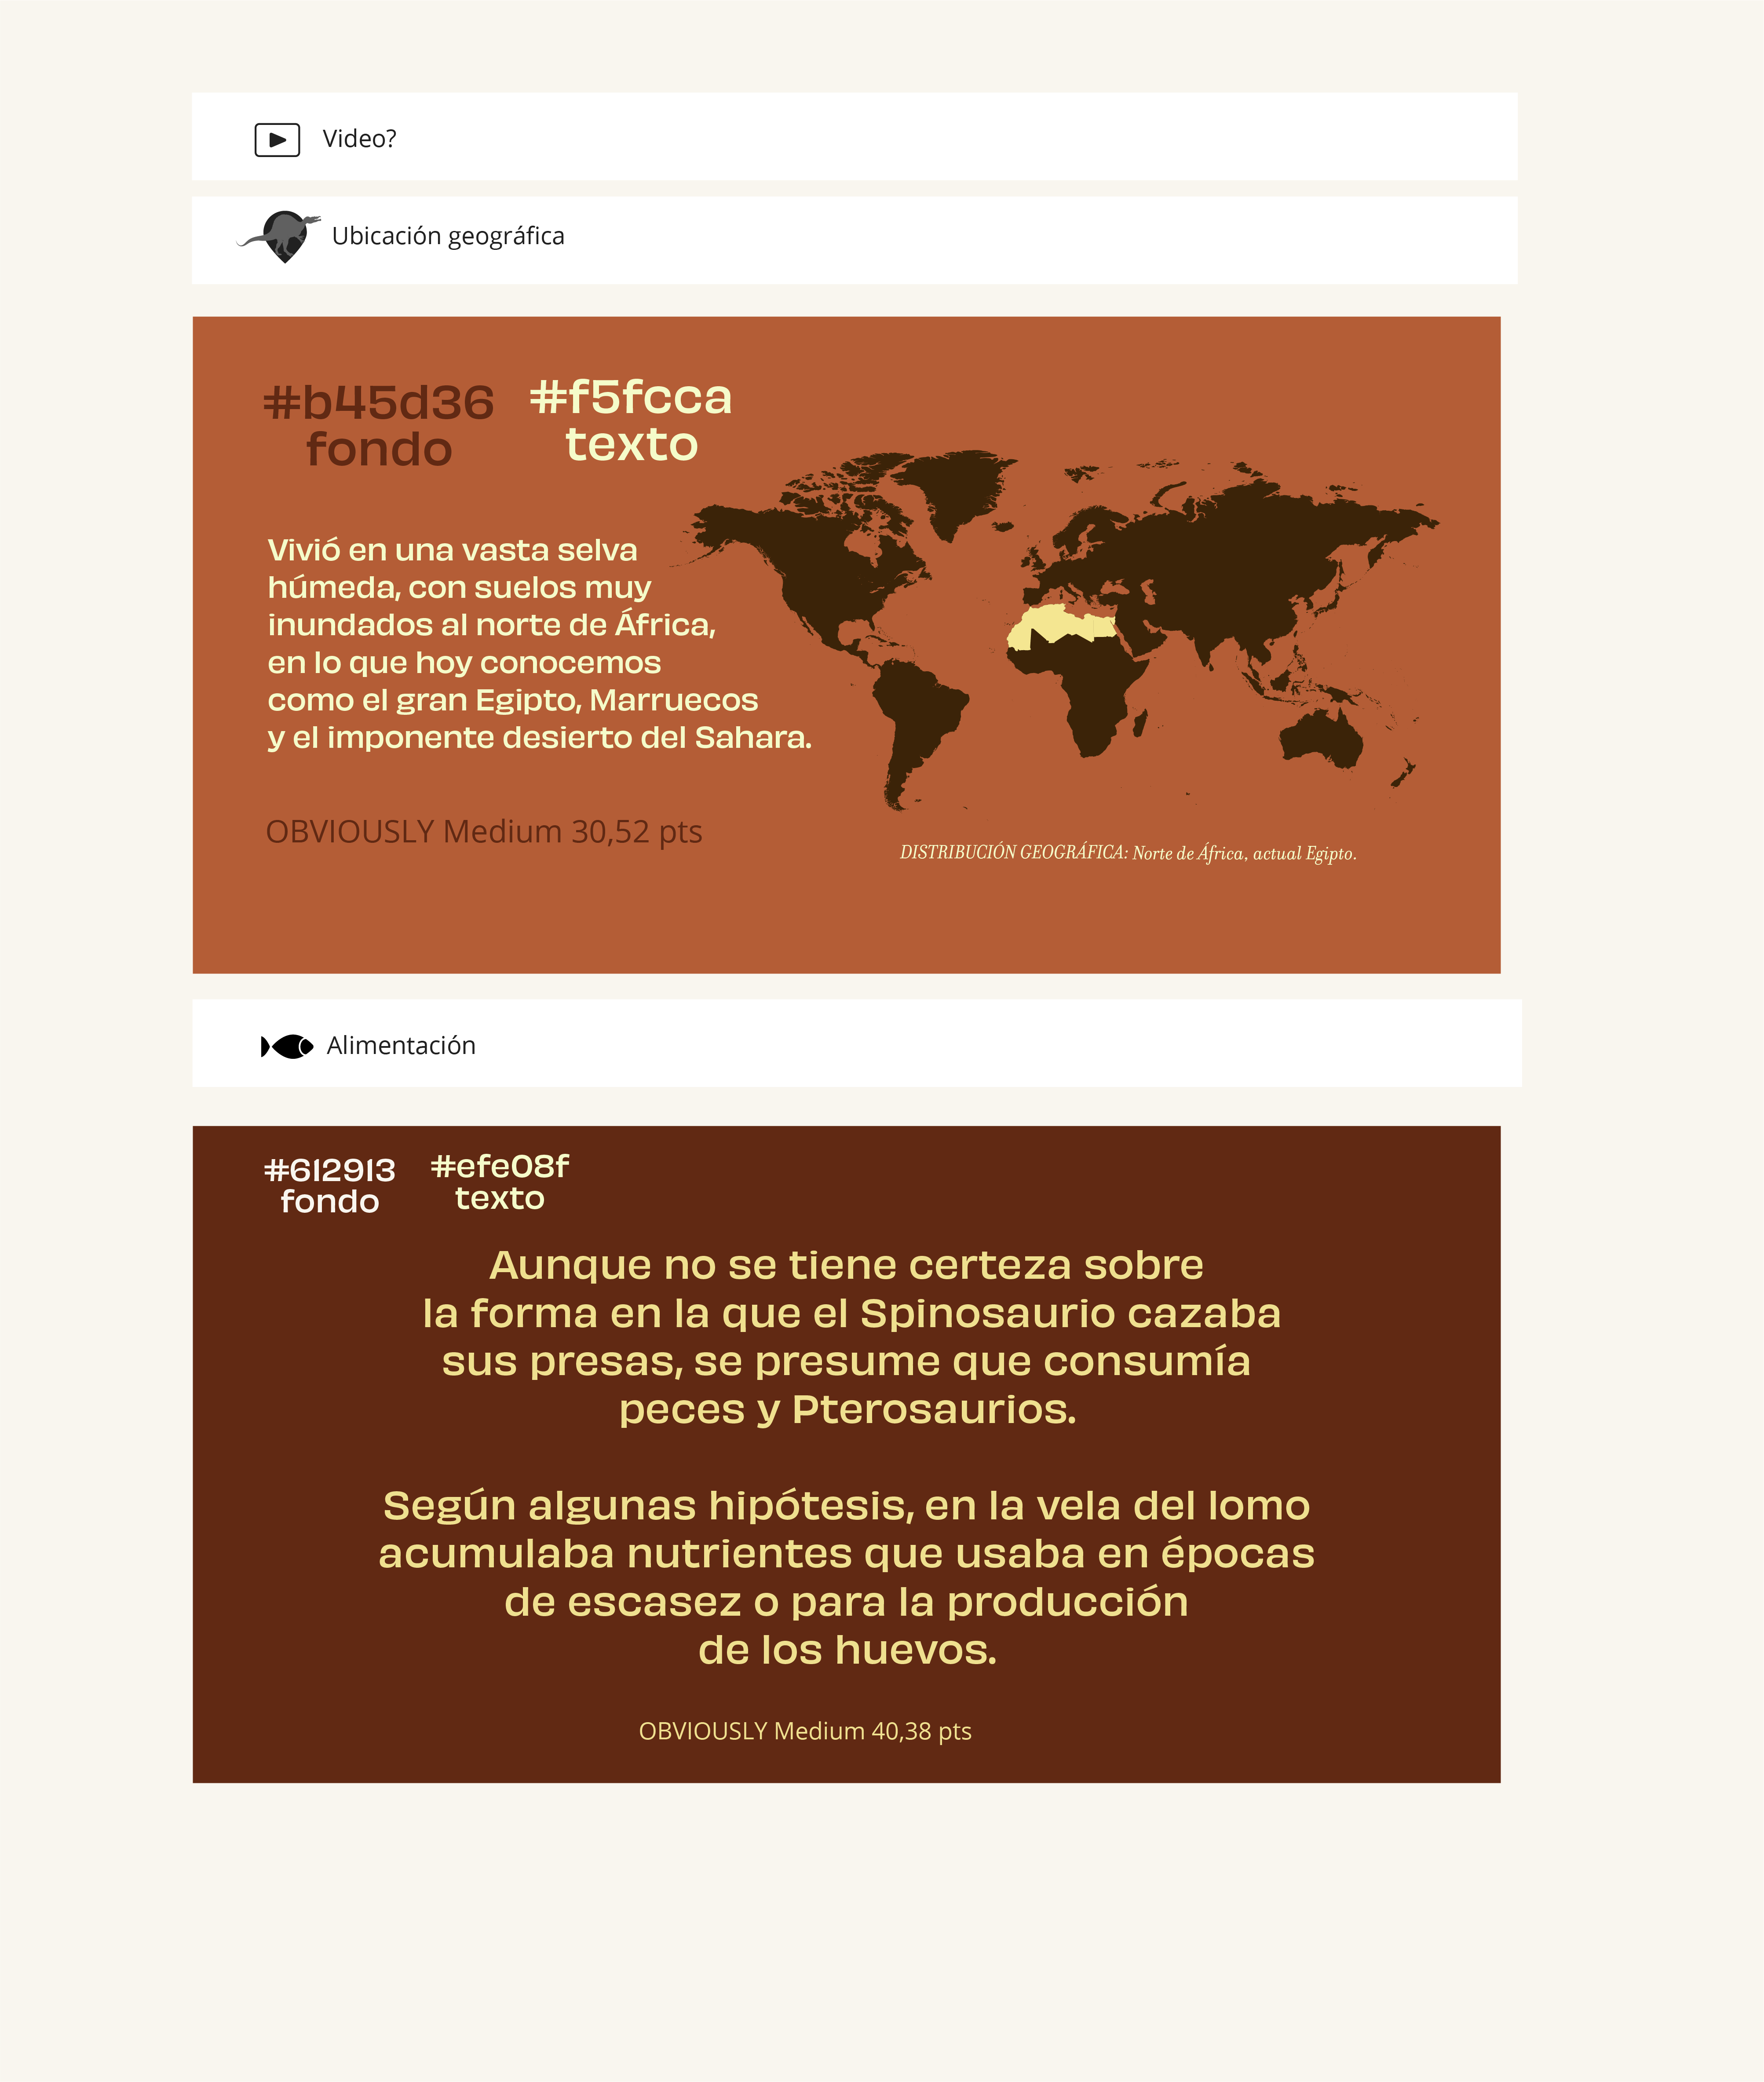 Video?
Ubicación geográfica
#b45d36
fondo
#f5fcca
texto
Vivió en una vasta selva
húmeda, con suelos muy
inundados al norte de África,
en lo que hoy conocemos
como el gran Egipto, Marruecos
y el imponente desierto del Sahara.
OBVIOUSLY Medium 30,52 pts
DISTRIBUCIÓN GEOGRÁFICA: Norte de África, actual Egipto.
Alimentación
#612913
fondo
#efe08f
texto
Aunque no se tiene certeza sobre
la forma en la que el Spinosaurio cazaba
sus presas, se presume que consumía
peces y Pterosaurios.
Según algunas hipótesis, en la vela del lomo
acumulaba nutrientes que usaba en épocas
de escasez o para la producción
de los huevos.
OBVIOUSLY Medium 40,38 pts